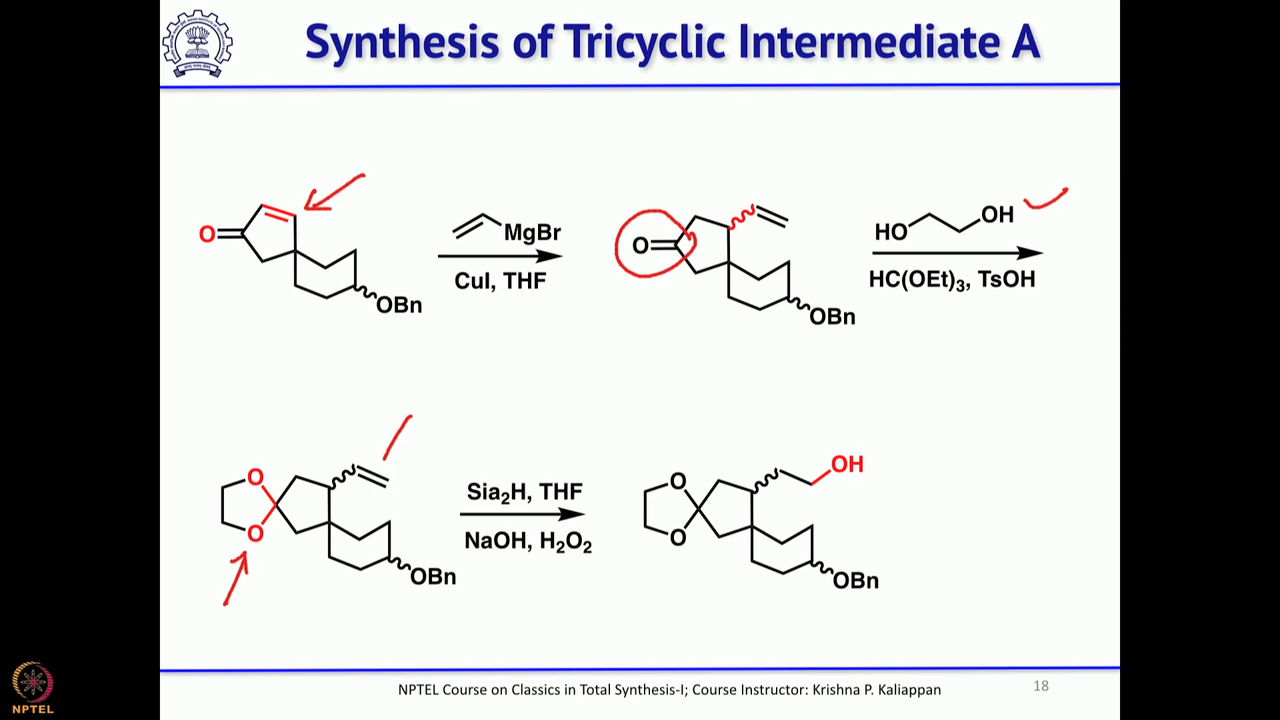 Synthesis of Tricyclic Intermediate A
O
OBn
MgBr
CuI, THF
O
OBn
HO
OH
HC(OEt)₃, TsOH
O
O
OBn
Sia₂H, THF
NaOH, H₂O₂
O
O
OH
OBn
NPTEL Course on Classics in Total Synthesis-I; Course Instructor: Krishna P. Kaliappan
18
NPTEL